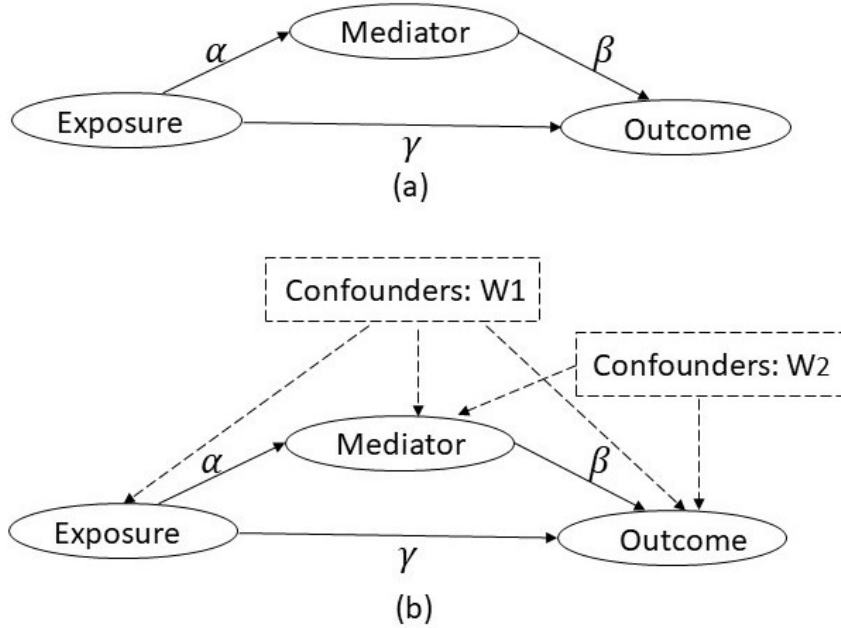 Mediator
α
β
Exposure
Outcome
γ
(a)
Confounders: W1
Confounders: W2
Mediator
α
β
Exposure
Outcome
γ
(b)